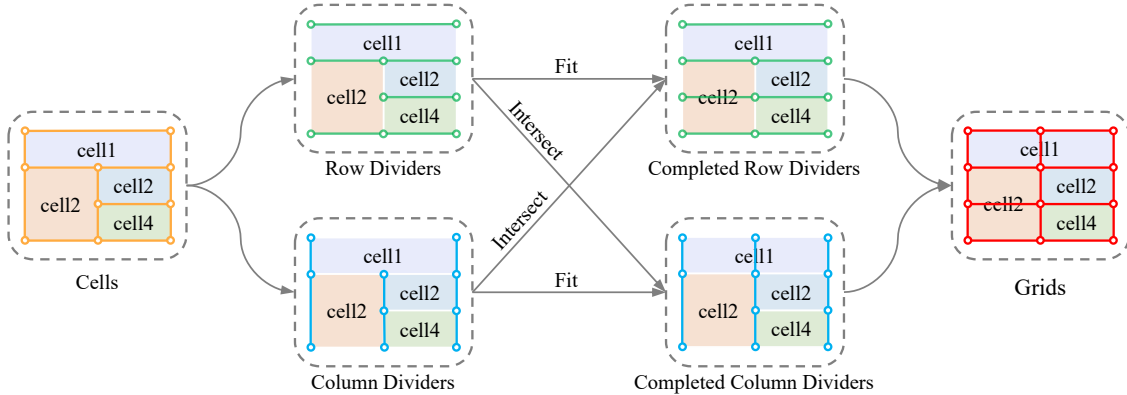 cell1
cell2
cell2
cell4
Cells
cell1
cell2
cell2
cell4
Row Dividers
cell1
cell2
cell2
cell4
Column Dividers
Fit
Intersect
Intersect
Fit
cell1
cell2
cell2
cell4
Completed Row Dividers
cell1
cell2
cell2
cell4
Completed Column Dividers
cell1
cell2
cell2
cell4
Grids